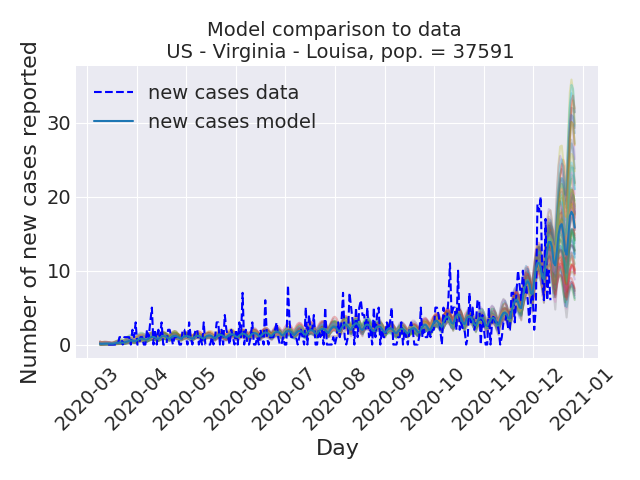 Model comparison to data
US - Virginia - Louisa, pop. = 37591
new cases data
new cases model
Number of new cases reported
30
20
10
0
2020-03
2020-04
2020-05
2020-06
2020-07
2020-08
2020-09
2020-10
2020-11
2020-12
2021-01
Day